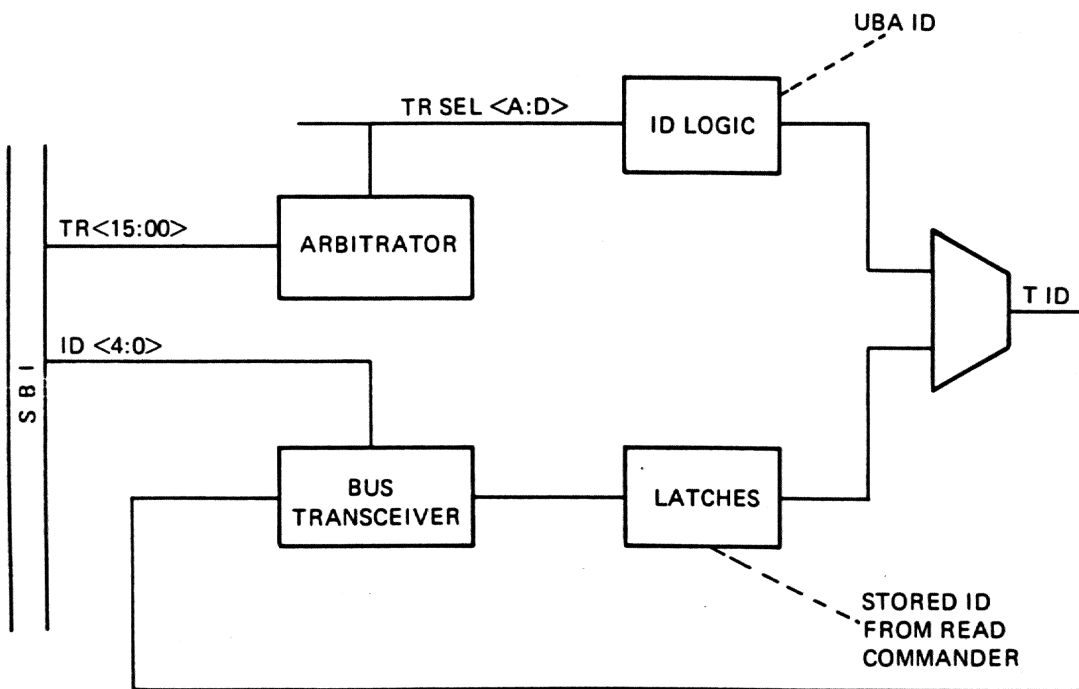 UBA ID
TR SEL <A:D>
ID LOGIC
TR<15:00>
ARBITRATOR
T ID
ID <4:0>
SBI
BUS
TRANSCEIVER
LATCHES
STORED ID
FROM READ
COMMANDER